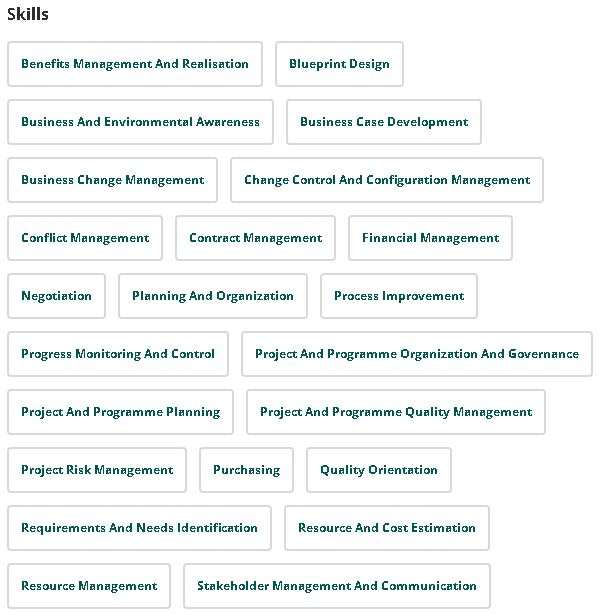 Skills
Benefits Management And Realisation Blueprint Design
Business And Environmental Awareness Business Case Development
Business Change Management Change Control And Configuration Management
Conflict Management Contract Management Financial Management
Negotiation Planning And Organization Process Improvement
Progress Monitoring And Control Project And Programme Organization And Governance
Project And Programme Planning Project And Programme Quality Management
Project Risk Management Purchasing Quality Orientation
Requirements And Needs Identification Resource And Cost Estimation
Resource Management Stakeholder Management And Communication